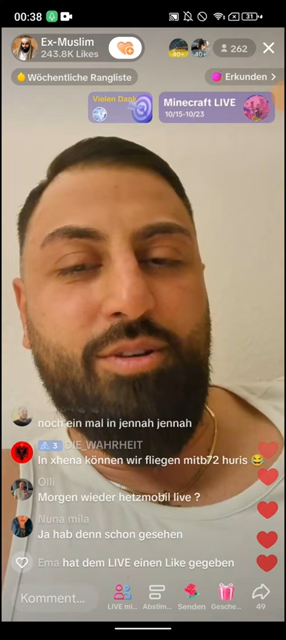 00:38
31%
Ex-Muslim
243.8K Likes
262
Wöchentliche Rangliste
Erkunden >
Vielen Dank
Minecraft LIVE
10/15-10/23
noch ein mal in jennah jennah
3 DIE_WAHRHEIT
In xhena können wir fliegen mitb72 huris 😂
Olli
Morgen wieder hetzmobil live ?
Nuna mila
Ja hab denn schon gesehen
Ema hat dem LIVE einen Like gegeben
Komment...
LIVE mi...
Abstim...
Senden
Gesche...
49